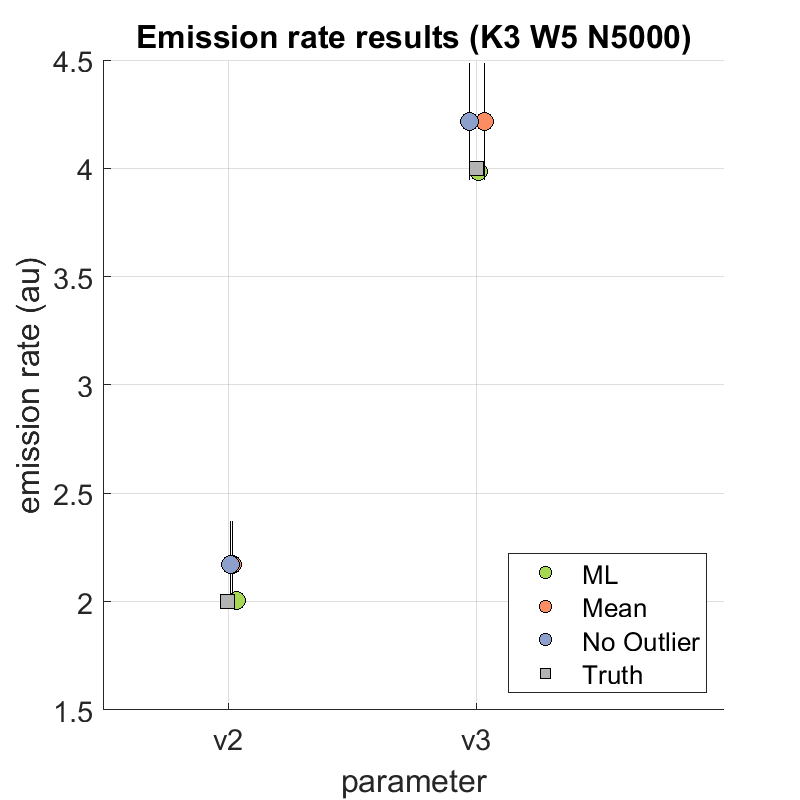 Emission rate results (K3 W5 N5000)
4.5
4
3.5
3
2.5
2
1.5
emission rate (au)
v2
v3
parameter
ML
Mean
No Outlier
Truth